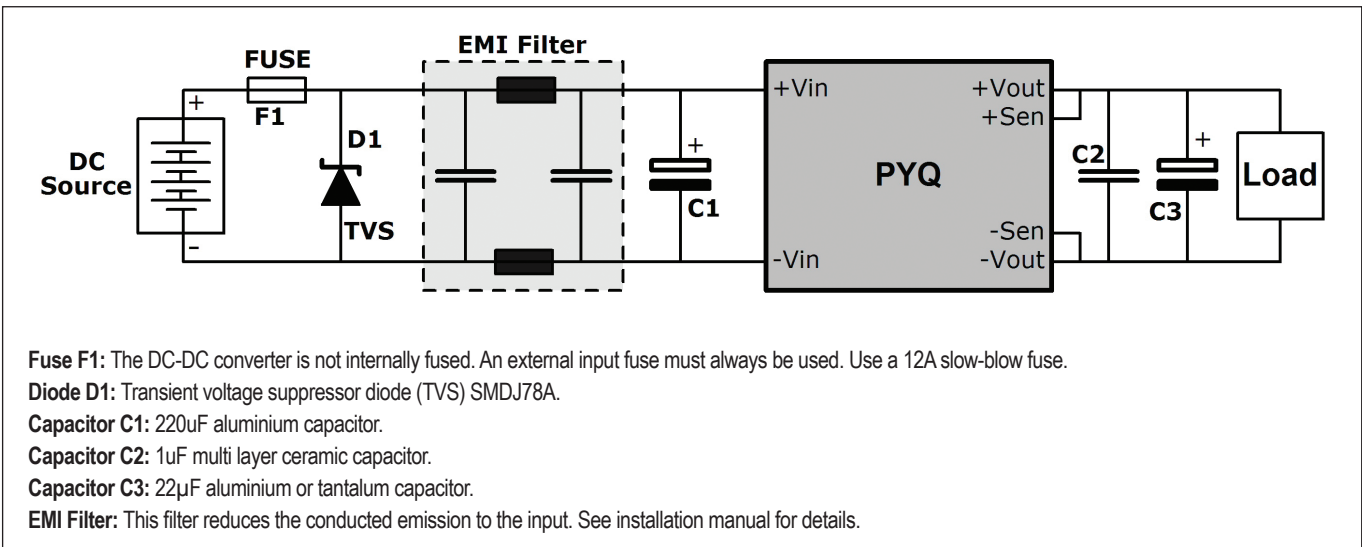 EMI Filter
FUSE
F1
+
DC
Source
-
D1
TVS
+
C1
+Vin
-Vin
PYQ
+Vout
+Sen
-Sen
-Vout
C2
+
C3
Load
Fuse F1: The DC-DC converter is not internally fused. An external input fuse must always be used. Use a 12A slow-blow fuse.
Diode D1: Transient voltage suppressor diode (TVS) SMDJ78A.
Capacitor C1: 220uF aluminium capacitor.
Capacitor C2: 1uF multi layer ceramic capacitor.
Capacitor C3: 22µF aluminium or tantalum capacitor.
EMI Filter: This filter reduces the conducted emission to the input. See installation manual for details.